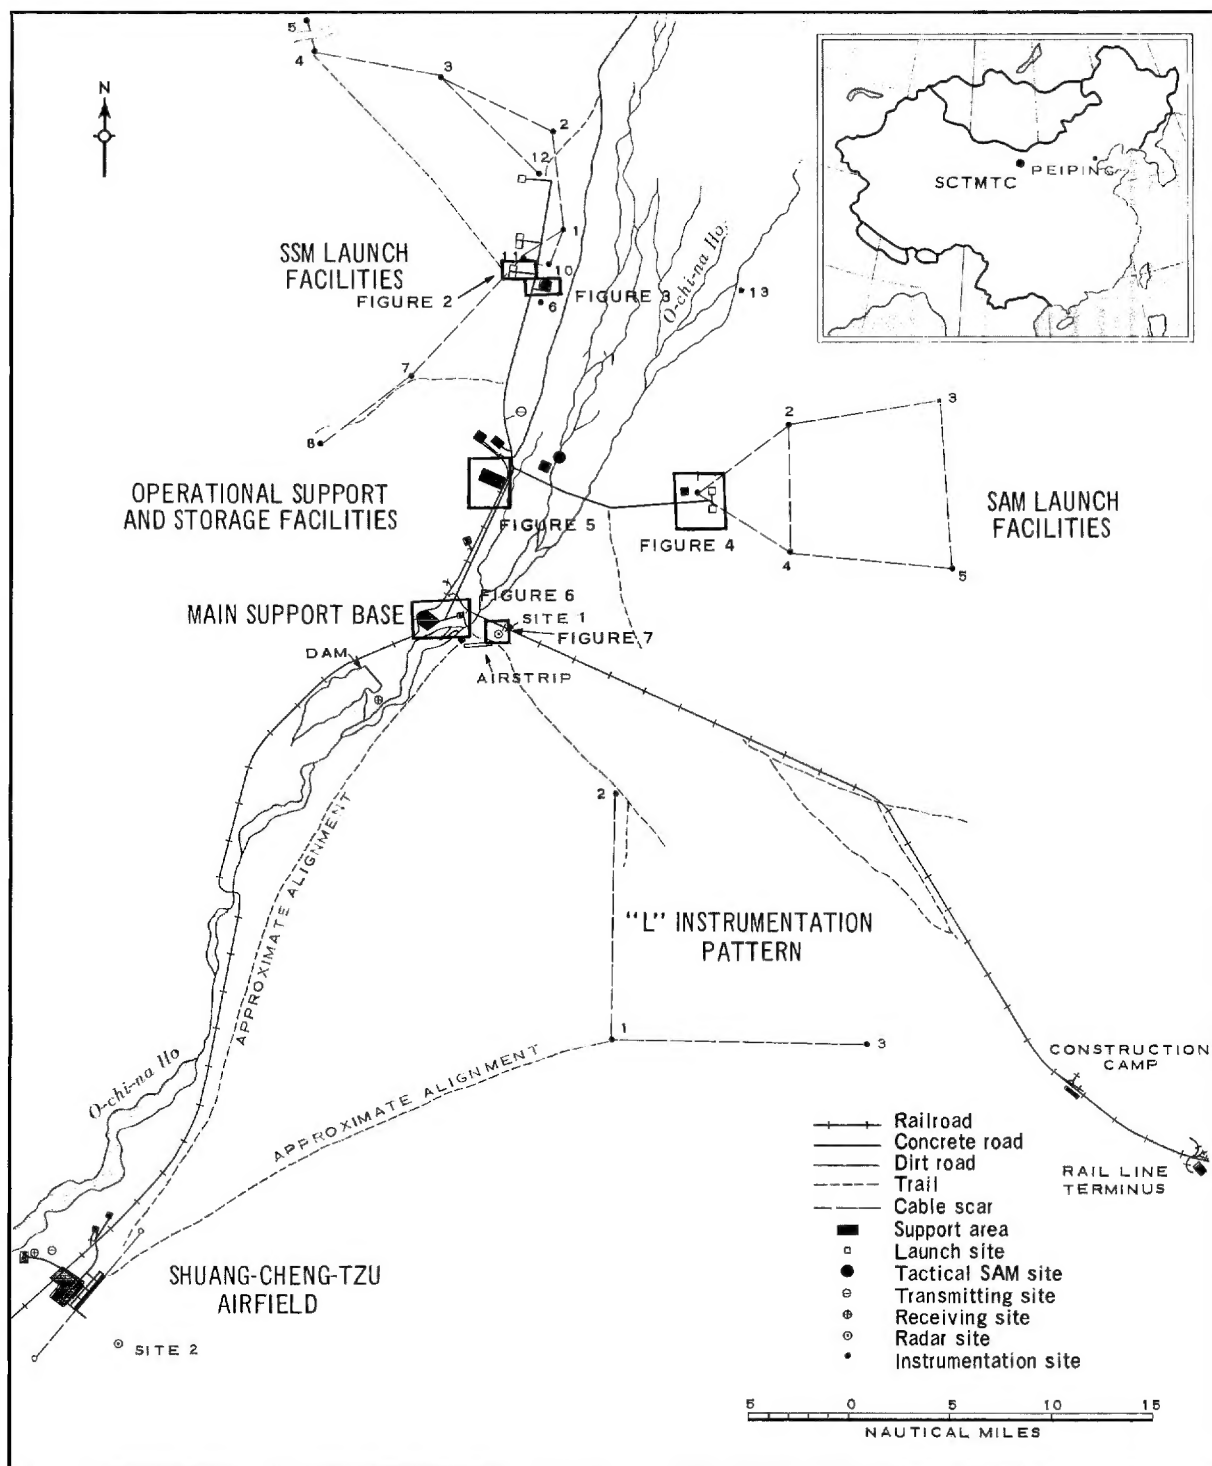 5
4
3
N
2
12
SCTMTC
PEIPING
1
SSM LAUNCH
FACILITIES
11
10
FIGURE 2
FIGURE 3
6
O-chi-na Ho
13
7
8
2
3
OPERATIONAL SUPPORT
AND STORAGE FACILITIES
FIGURE 5
FIGURE 4
SAM LAUNCH
FACILITIES
4
5
MAIN SUPPORT BASE
FIGURE 6
SITE 1
FIGURE 7
DAM
AIRSTRIP
2
APPROXIMATE ALIGNMENT
"L" INSTRUMENTATION
PATTERN
1
3
APPROXIMATE ALIGNMENT
O-chi-na Ho
CONSTRUCTION
CAMP
RAIL LINE
TERMINUS
SHUANG-CHENG-TZU
AIRFIELD
SITE 2
Railroad
Concrete road
Dirt road
Trail
Cable scar
Support area
Launch site
Tactical SAM site
Transmitting site
Receiving site
Radar site
Instrumentation site
5 0 5 10 15
NAUTICAL MILES